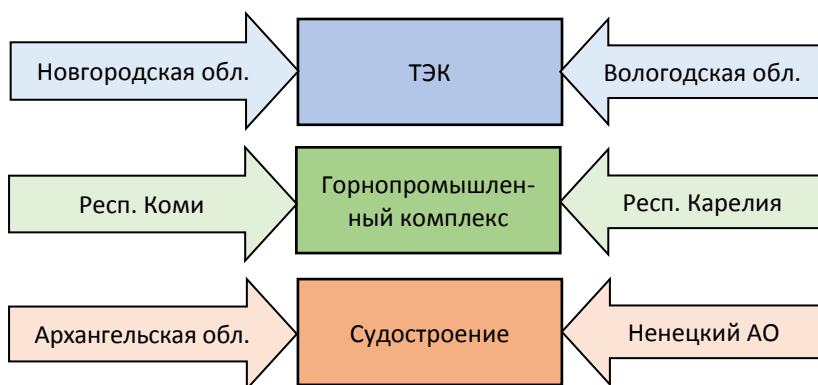 Новгородская обл.
ТЭК
Вологодская обл.
Респ. Коми
Горнопромышлен-
ный комплекс
Респ. Карелия
Архангельская обл.
Судостроение
Ненецкий АО